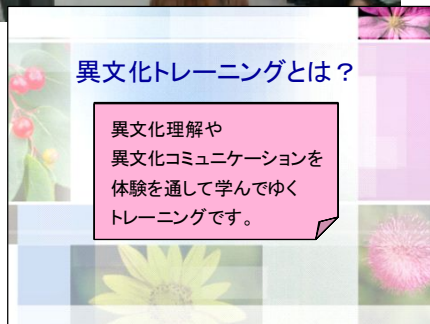 異文化トレーニングとは？
異文化理解や
異文化コミュニケーションを
体験を通して学んでゆく
トレーニングです。